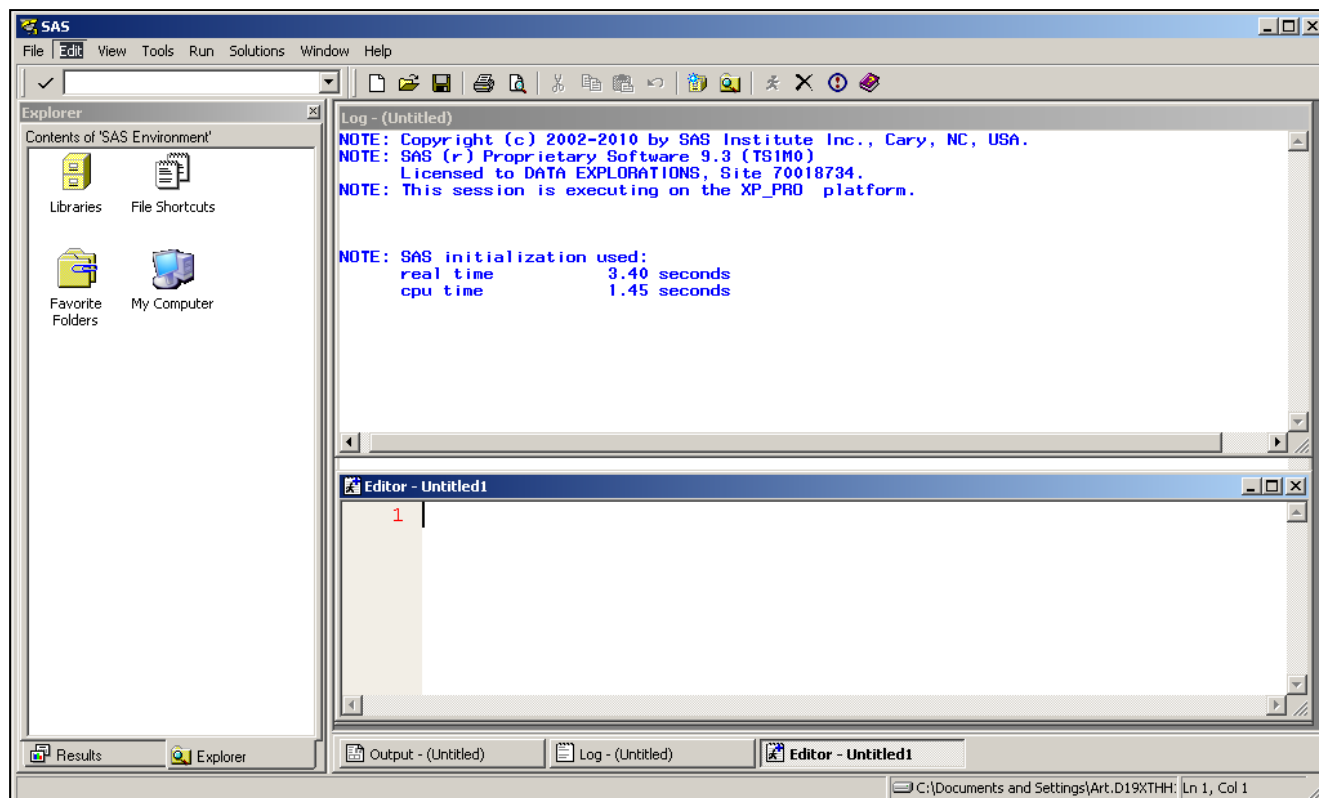 SAS
File Edit View Tools Run Solutions Window Help
Explorer
Contents of 'SAS Environment'
Libraries
File Shortcuts
Favorite Folders
My Computer
Results
Explorer
Log - (Untitled)
NOTE: Copyright (c) 2002-2010 by SAS Institute Inc., Cary, NC, USA.
NOTE: SAS (r) Proprietary Software 9.3 (TS1M0)
Licensed to DATA EXPLORATIONS, Site 70018734.
NOTE: This session is executing on the XP_PRO  platform.
NOTE: SAS initialization used:
real time 3.40 seconds
cpu time 1.45 seconds
Editor - Untitled1
1
Output - (Untitled)
Log - (Untitled)
Editor - Untitled1
C:\Documents and Settings\Art.D19XTHH:
Ln 1, Col 1